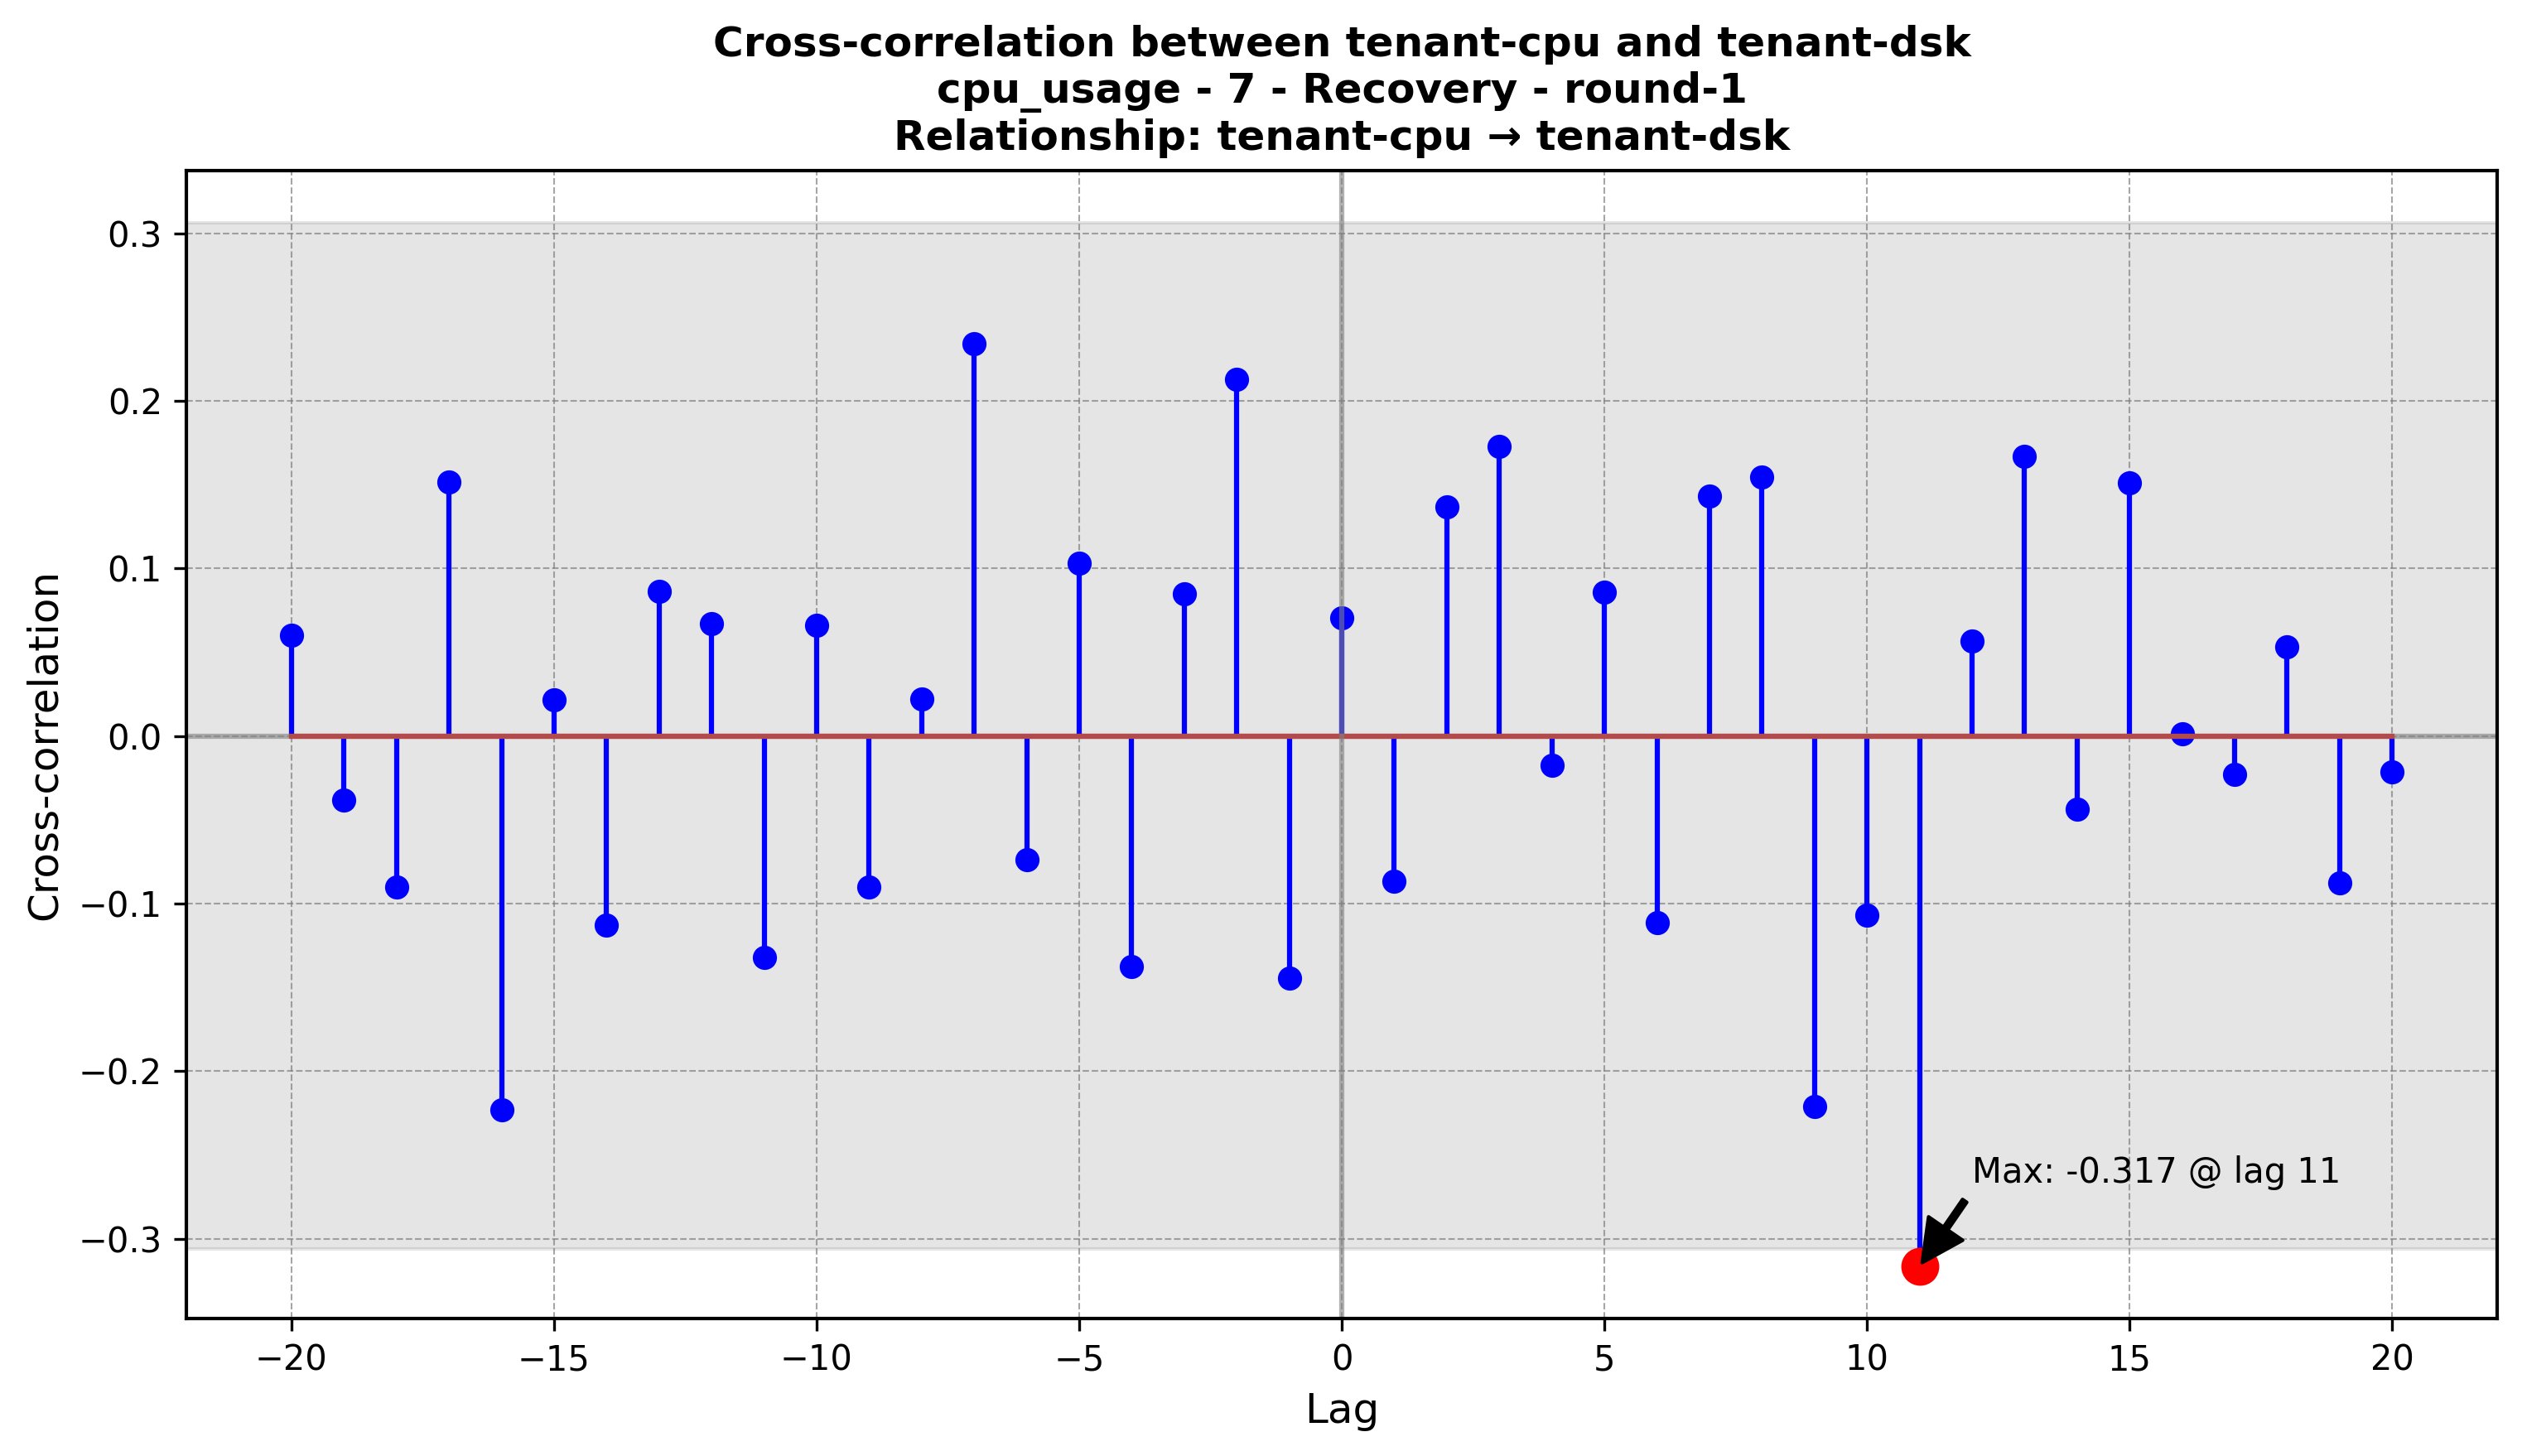 Cross-correlation between tenant-cpu and tenant-dsk
cpu_usage - 7 - Recovery - round-1
Relationship: tenant-cpu → tenant-dsk
Cross-correlation
0.3
0.2
0.1
0.0
−0.1
−0.2
−0.3
Max: -0.317 @ lag 11
−20 −15 −10 −5 0 5 10 15 20
Lag